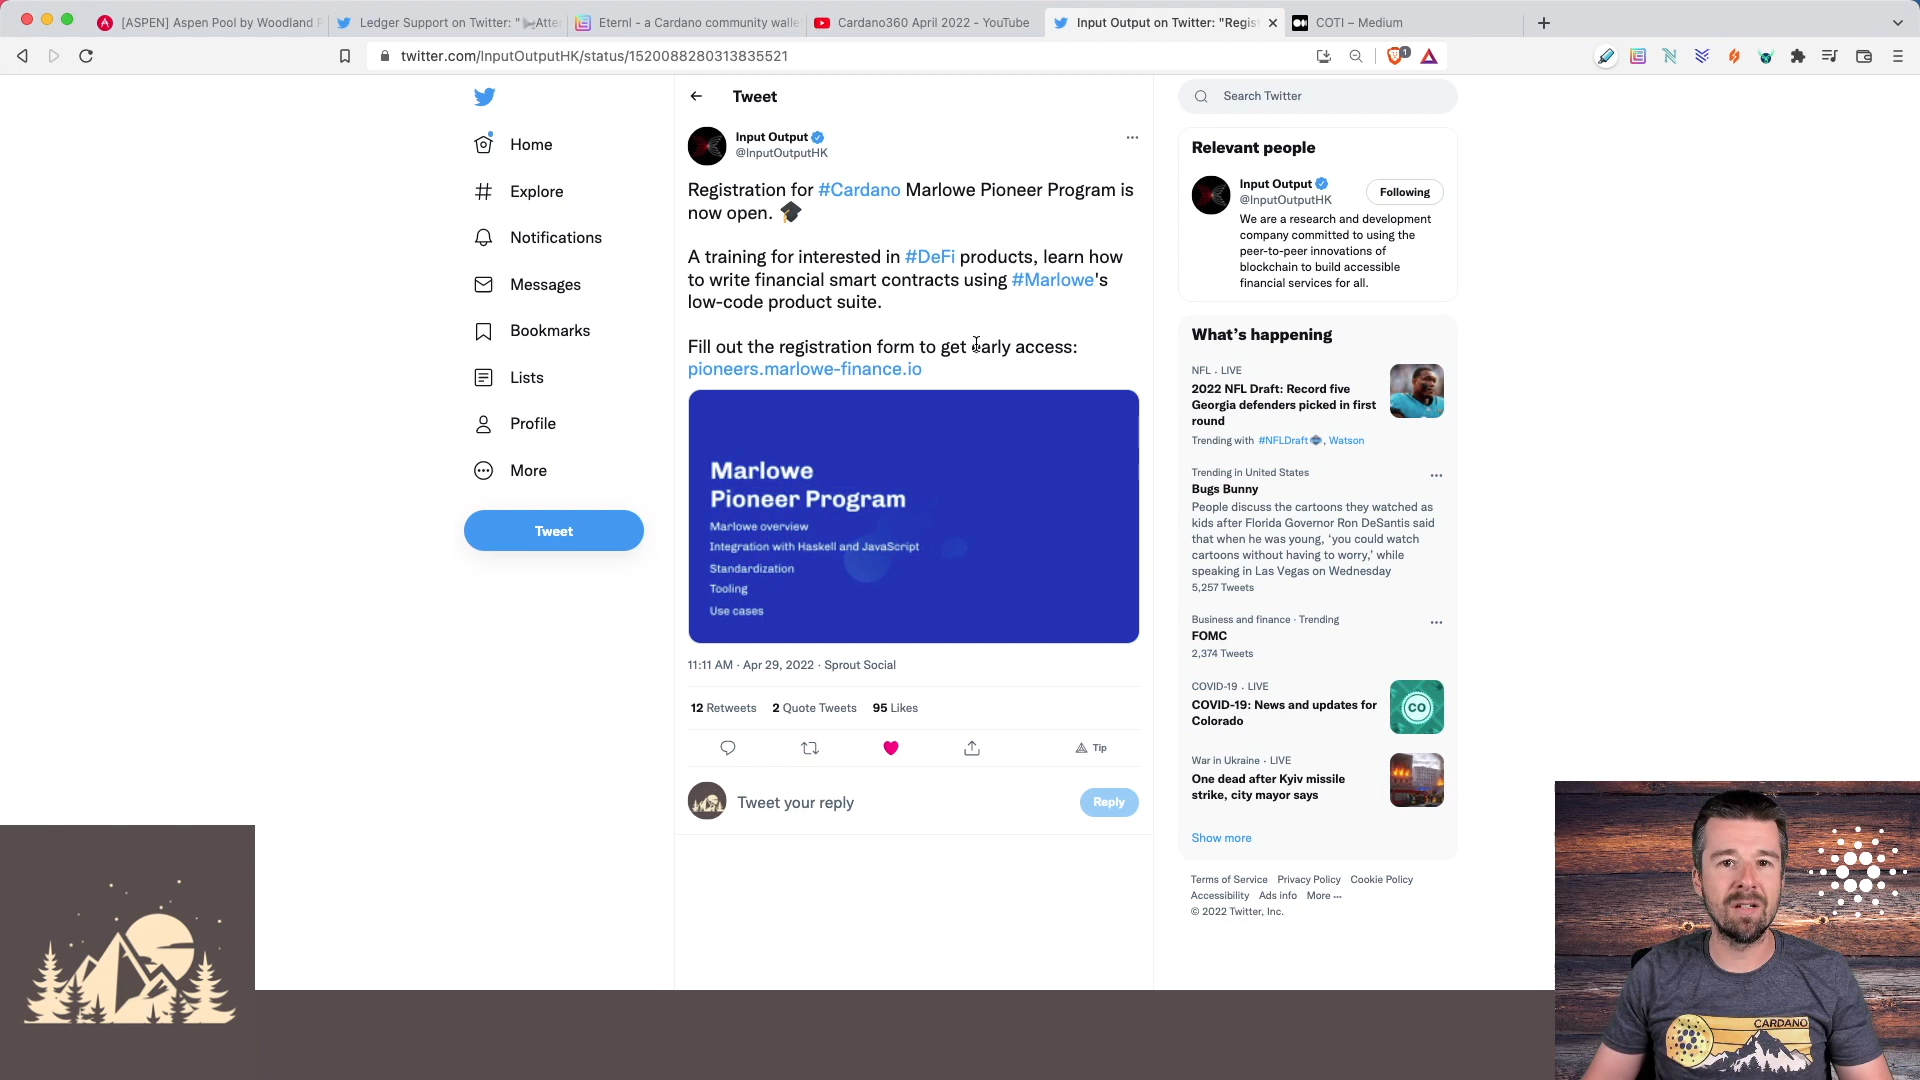 [ASPEN] Aspen Pool by Woodland P
Ledger Support on Twitter: "
Atten
Eternl - a Cardano community walle
Cardano360 April 2022 - YouTube
Input Output on Twitter: "Regis
COTI – Medium
twitter.com/InputOutputHK/status/1520088280313835521
1
Home
Explore
Notifications
Messages
Bookmarks
Lists
Profile
More
Tweet
Tweet
Input Output
@InputOutputHK
Registration for #Cardano Marlowe Pioneer Program is
now open.
A training for interested in #DeFi products, learn how
to write financial smart contracts using #Marlowe's
low-code product suite.
Fill out the registration form to get early access:
pioneers.marlowe-finance.io
Marlowe
Pioneer Program
Marlowe overview
Integration with Haskell and JavaScript
Standardization
Tooling
Use cases
11:11 AM · Apr 29, 2022 · Sprout Social
12 Retweets 2 Quote Tweets 95 Likes
Tip
Tweet your reply
Reply
Search Twitter
Relevant people
Input Output
@InputOutputHK
Following
We are a research and development
company committed to using the
peer-to-peer innovations of
blockchain to build accessible
financial services for all.
What's happening
NFL · LIVE
2022 NFL Draft: Record five
Georgia defenders picked in first
round
Trending with #NFLDraft, Watson
Trending in United States
Bugs Bunny
People discuss the cartoons they watched as
kids after Florida Governor Ron DeSantis said
that when he was young, 'you could watch
cartoons without having to worry,' while
speaking in Las Vegas on Wednesday
5,257 Tweets
Business and finance · Trending
FOMC
2,374 Tweets
COVID-19 · LIVE
COVID-19: News and updates for
Colorado
CO
War in Ukraine · LIVE
One dead after Kyiv missile
strike, city mayor says
Show more
Terms of Service Privacy Policy Cookie Policy
Accessibility Ads info More ···
© 2022 Twitter, Inc.
CARDANO